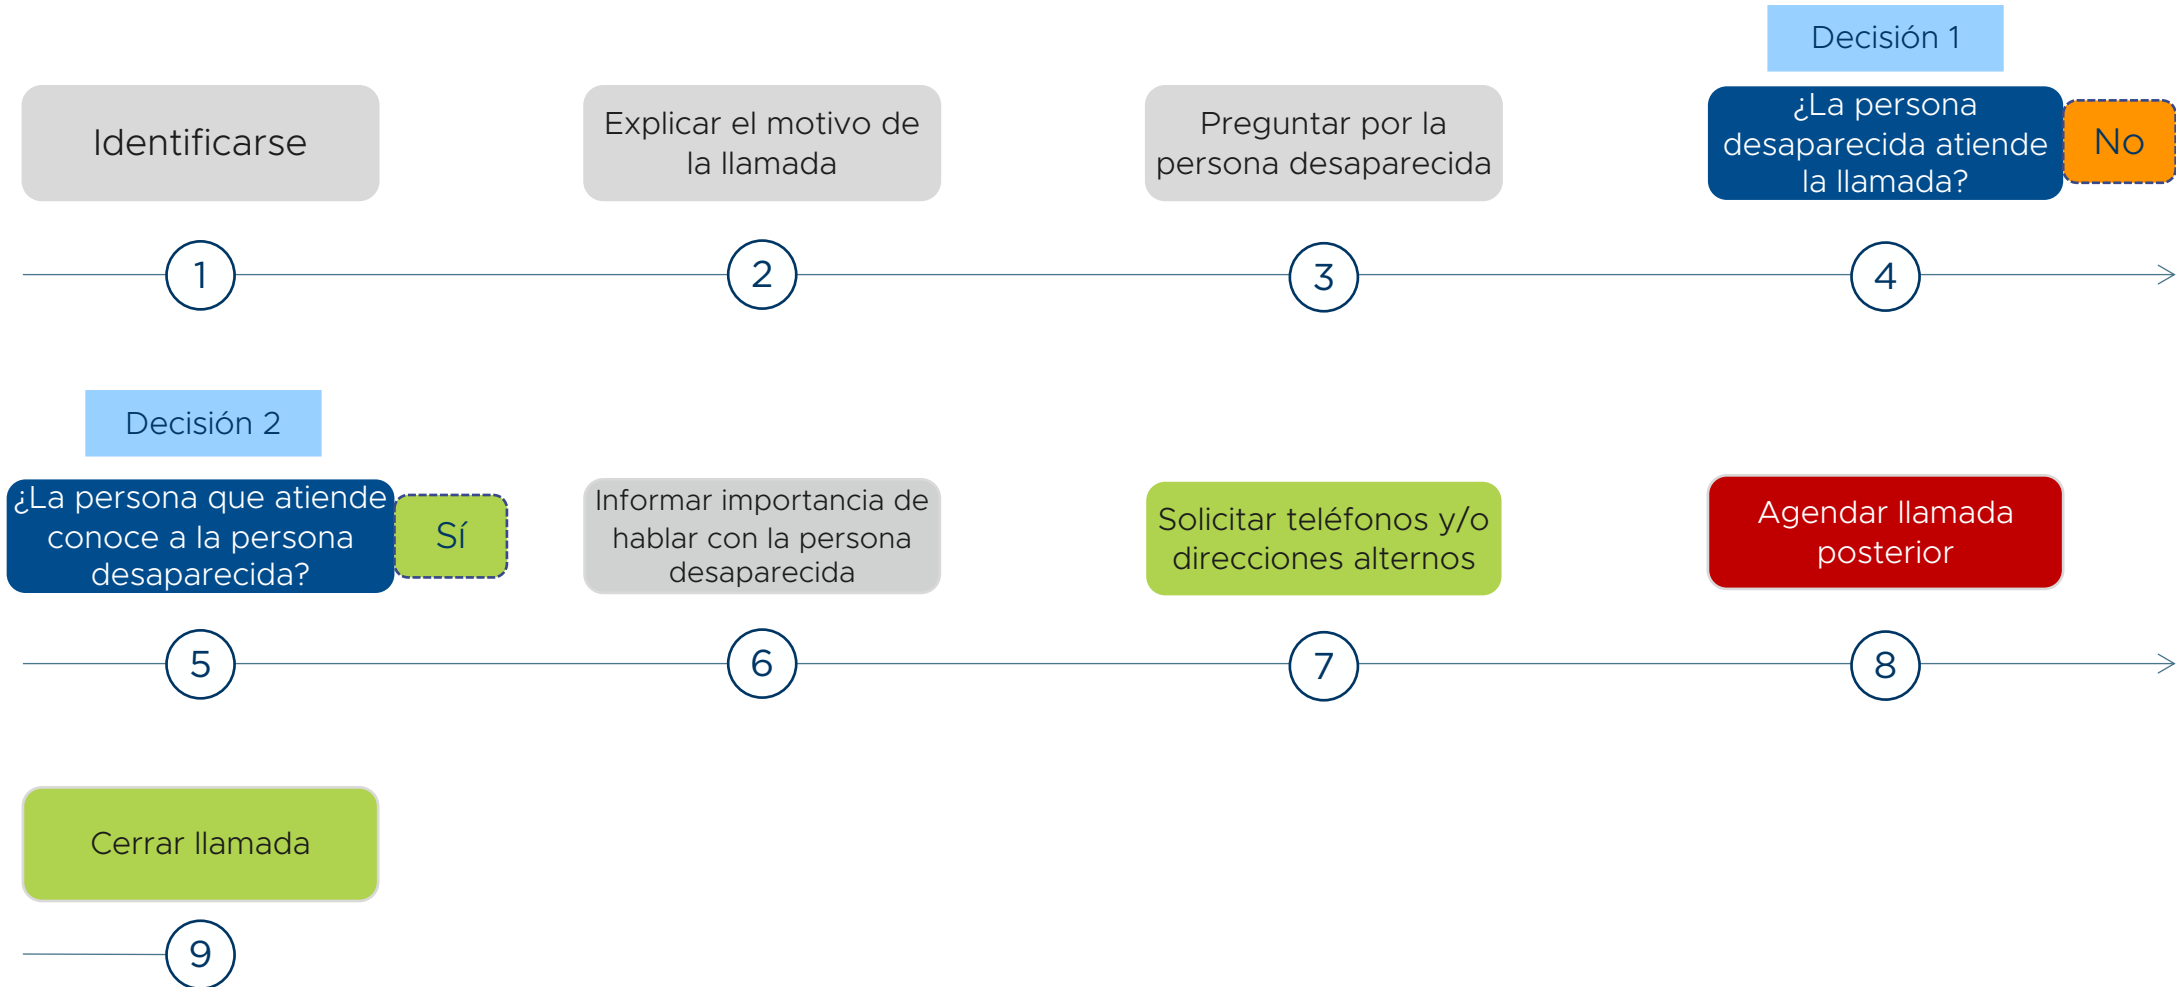 Decisión 1
Identificarse
Explicar el motivo de
la llamada
Preguntar por la
persona desaparecida
¿La persona
desaparecida atiende
la llamada?
No
1
2
3
4
Decisión 2
¿La persona que atiende
conoce a la persona
desaparecida?
Sí
Informar importancia de
hablar con la persona
desaparecida
Solicitar teléfonos y/o
direcciones alternos
Agendar llamada
posterior
5
6
7
8
Cerrar llamada
9